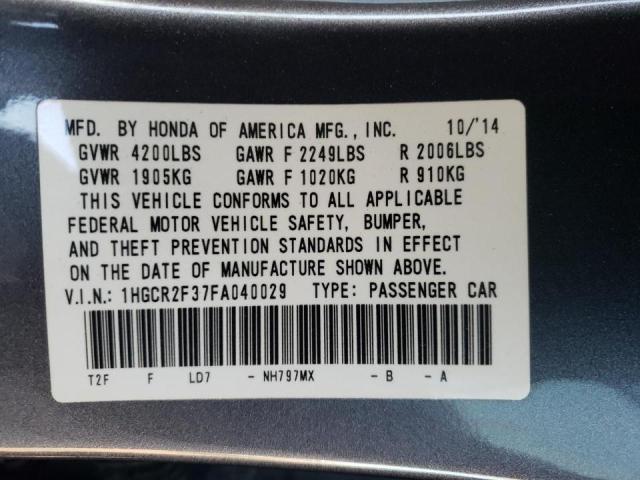 MFD. BY HONDA OF AMERICA MFG., INC. 10/'14
GVWR 4200LBS GAWR F 2249LBS R 2006LBS
GVWR 1905KG GAWR F 1020KG R 910KG
THIS VEHICLE CONFORMS TO ALL APPLICABLE
FEDERAL MOTOR VEHICLE SAFETY, BUMPER,
AND THEFT PREVENTION STANDARDS IN EFFECT
ON THE DATE OF MANUFACTURE SHOWN ABOVE.
V.I.N.: 1HGCR2F37FA040029 TYPE: PASSENGER CAR
T2F F LD7 - NH797MX - B - A